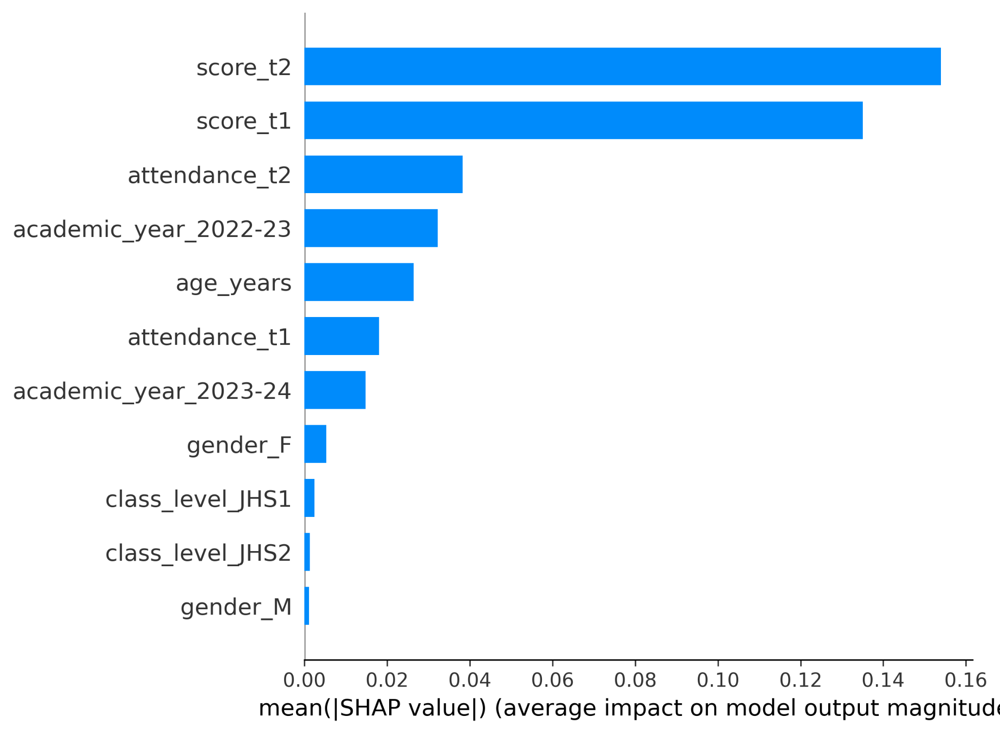 score_t2
score_t1
attendance_t2
academic_year_2022-23
age_years
attendance_t1
academic_year_2023-24
gender_F
class_level_JHS1
class_level_JHS2
gender_M
0.00 0.02 0.04 0.06 0.08 0.10 0.12 0.14 0.16
mean(|SHAP value|) (average impact on model output magnitude